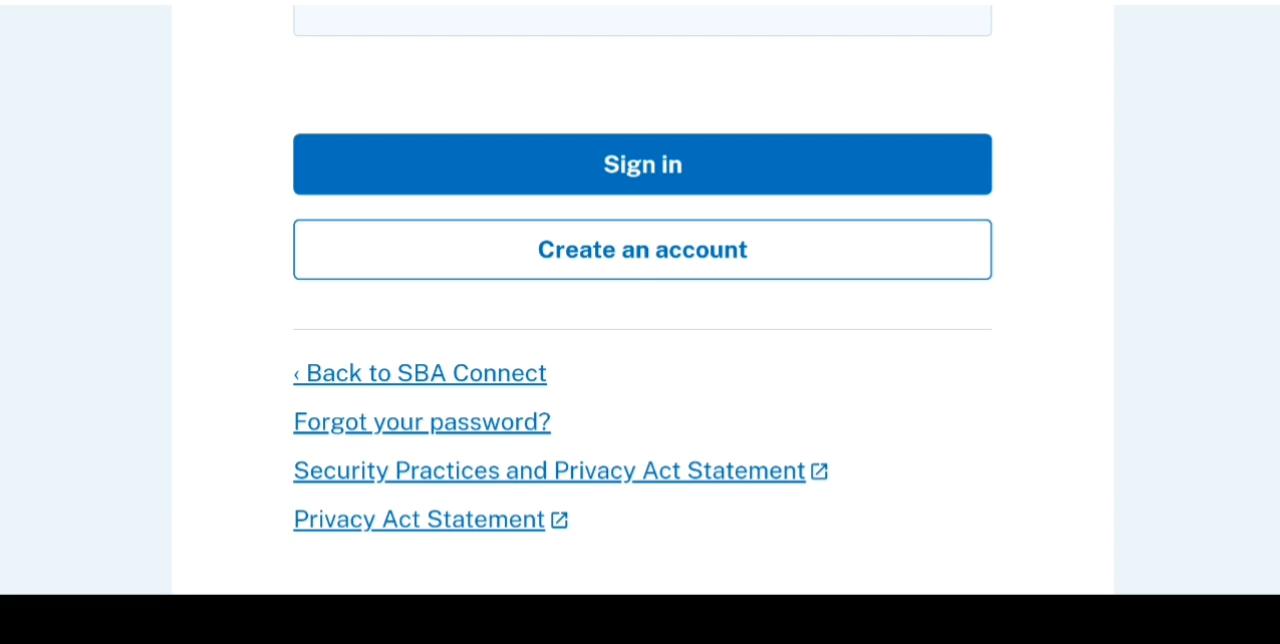 Sign in
Create an account
‹ Back to SBA Connect
Forgot your password?
Security Practices and Privacy Act Statement
Privacy Act Statement